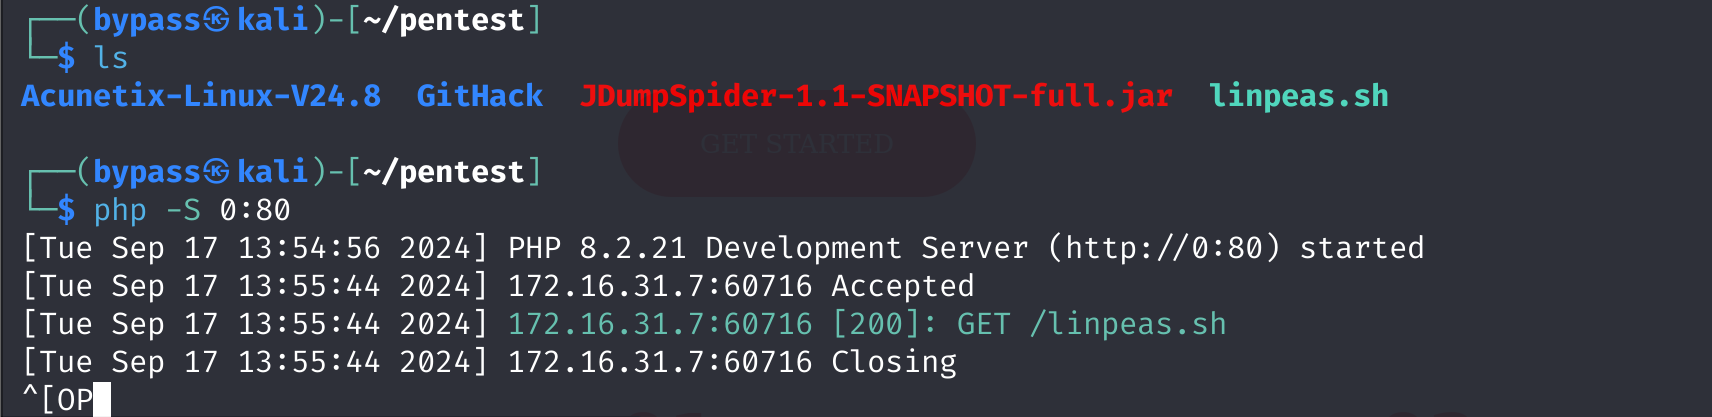 ┌──(bypass㉿kali)-[~/pentest]
└─$ ls
Acunetix-Linux-V24.8  GitHack  JDumpSpider-1.1-SNAPSHOT-full.jar  linpeas.sh
GET STARTED
┌──(bypass㉿kali)-[~/pentest]
└─$ php -S 0:80
[Tue Sep 17 13:54:56 2024] PHP 8.2.21 Development Server (http://0:80) started
[Tue Sep 17 13:55:44 2024] 172.16.31.7:60716 Accepted
[Tue Sep 17 13:55:44 2024] 172.16.31.7:60716 [200]: GET /linpeas.sh
[Tue Sep 17 13:55:44 2024] 172.16.31.7:60716 Closing
^[OP